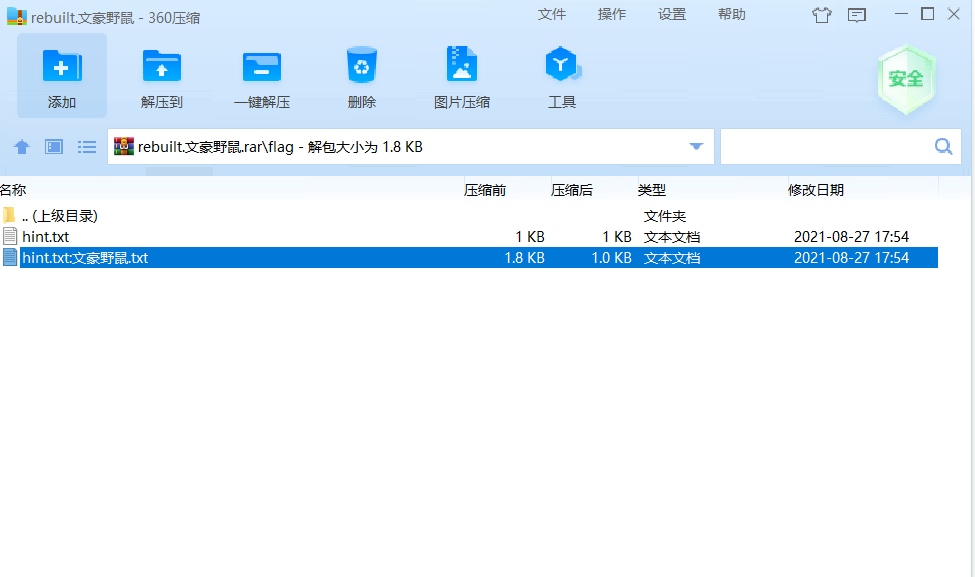 rebuilt.文豪野鼠 - 360压缩 文件 操作 设置 帮助
添加 解压到 一键解压 删除 图片压缩 工具 安全
rebuilt.文豪野鼠.rar\flag - 解包大小为 1.8 KB
名称 压缩前 压缩后 类型 修改日期
.. (上级目录) 文件夹
hint.txt 1 KB 1 KB 文本文档 2021-08-27 17:54
hint.txt:文豪野鼠.txt 1.8 KB 1.0 KB 文本文档 2021-08-27 17:54